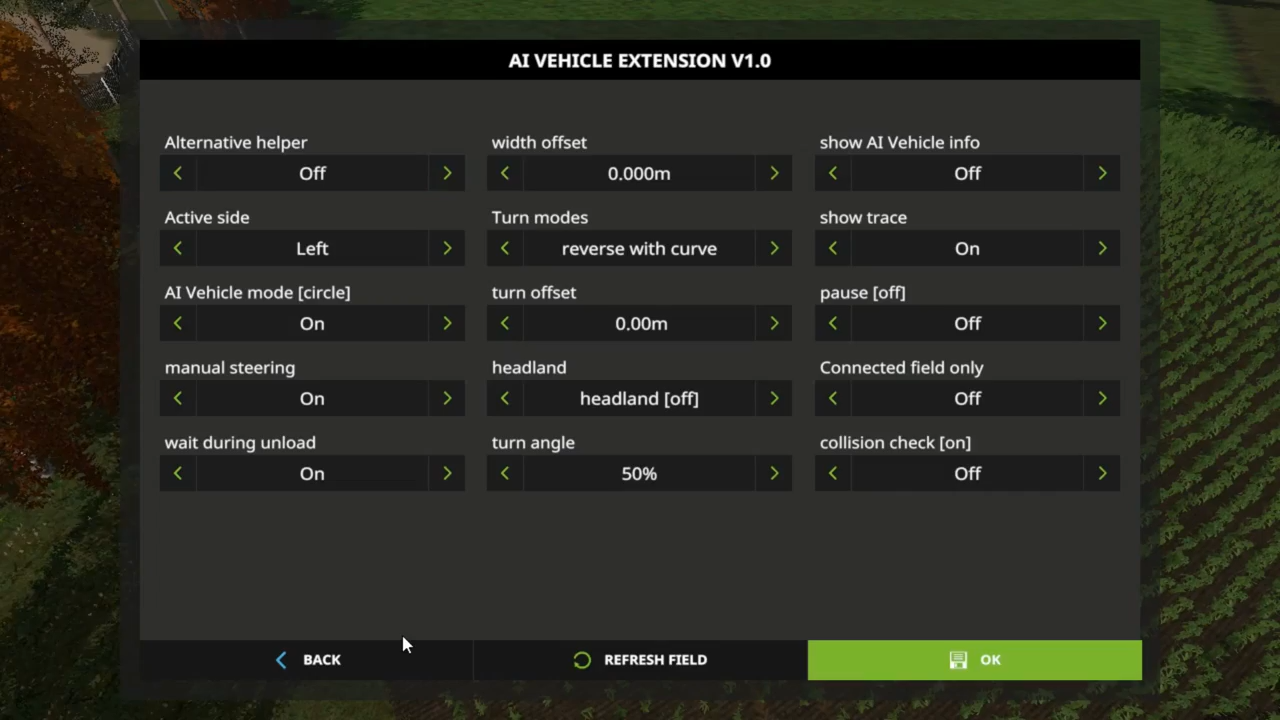 AI VEHICLE EXTENSION V1.0
Alternative helper
Off
width offset
0.000m
show AI Vehicle info
Off
Active side
Left
Turn modes
reverse with curve
show trace
On
AI Vehicle mode [circle]
On
turn offset
0.00m
pause [off]
Off
manual steering
On
headland
headland [off]
Connected field only
Off
wait during unload
On
turn angle
50%
collision check [on]
Off
BACK
REFRESH FIELD
OK